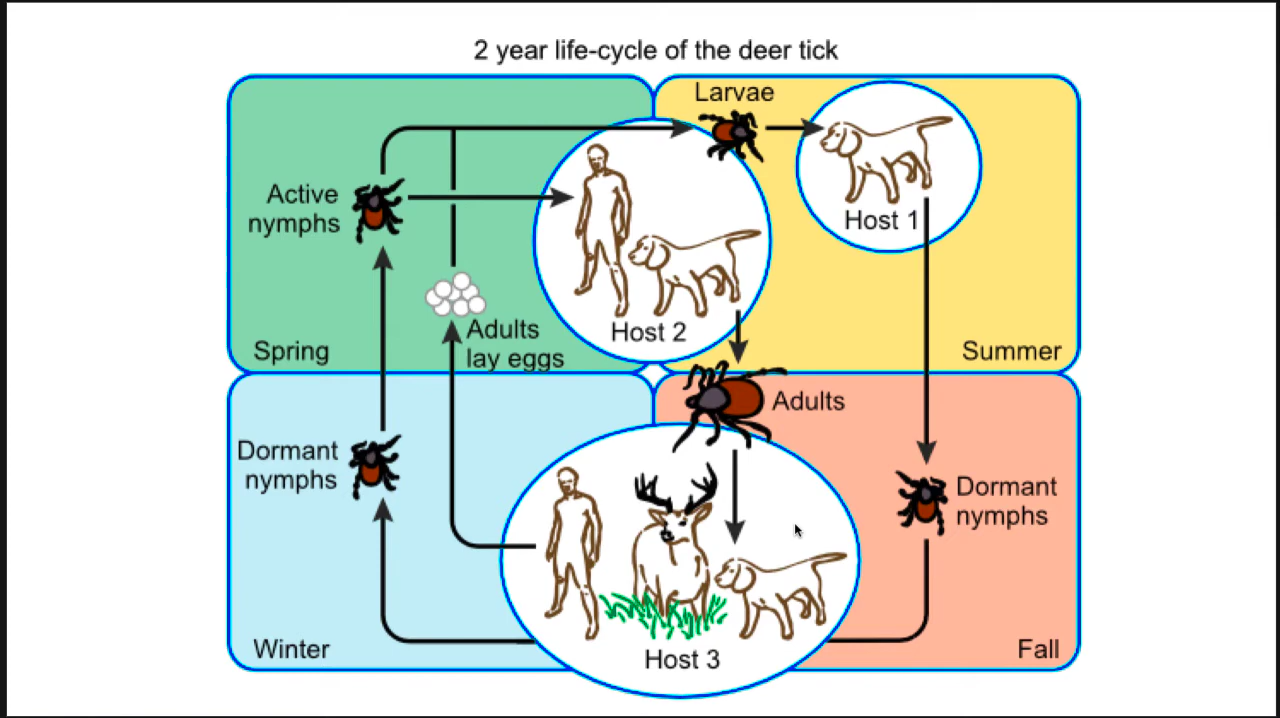 2 year life-cycle of the deer tick
Larvae
Active
nymphs
Host 1
Host 2
Adults
lay eggs
Spring
Summer
Adults
Dormant
nymphs
Dormant
nymphs
Winter
Host 3
Fall